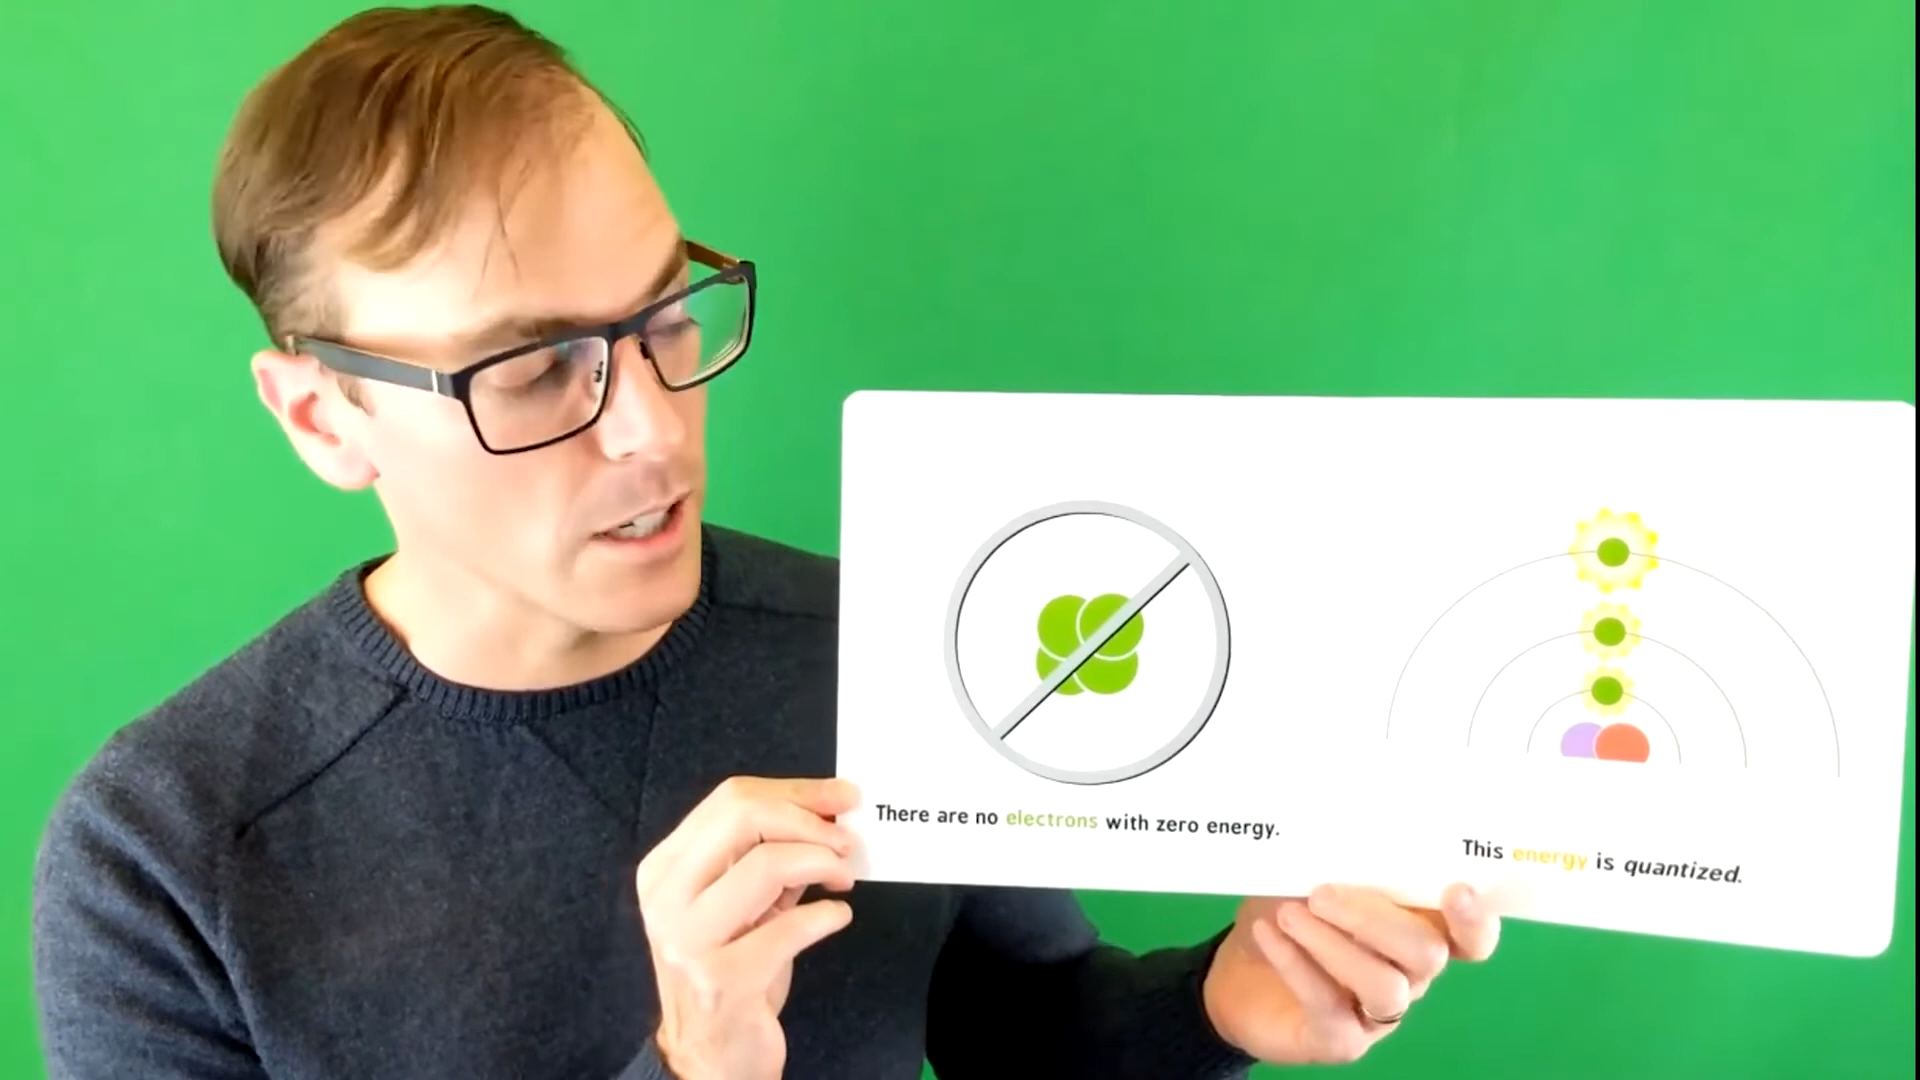 There are no electrons with zero energy.
This energy is quantized.